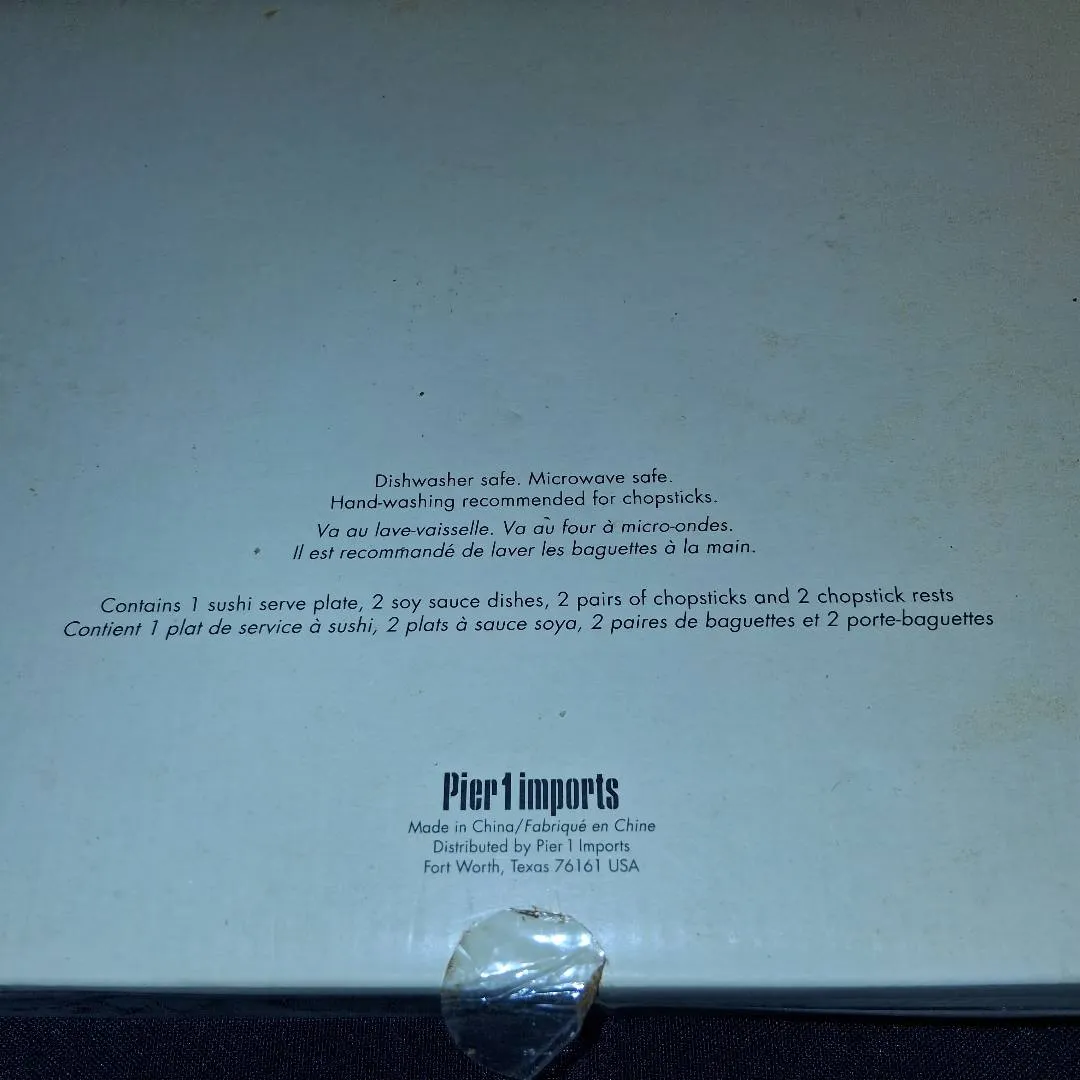 Dishwasher safe. Microwave safe.
Hand-washing recommended for chopsticks.
Va au lave-vaisselle. Va au four à micro-ondes.
Il est recommandé de laver les baguettes à la main.
Contains 1 sushi serve plate, 2 soy sauce dishes, 2 pairs of chopsticks and 2 chopstick rests
Contient 1 plat de service à sushi, 2 plats à sauce soya, 2 paires de baguettes et 2 porte-baguettes
Pier 1 imports
Made in China/Fabriqué en Chine
Distributed by Pier 1 Imports
Fort Worth, Texas 76161 USA